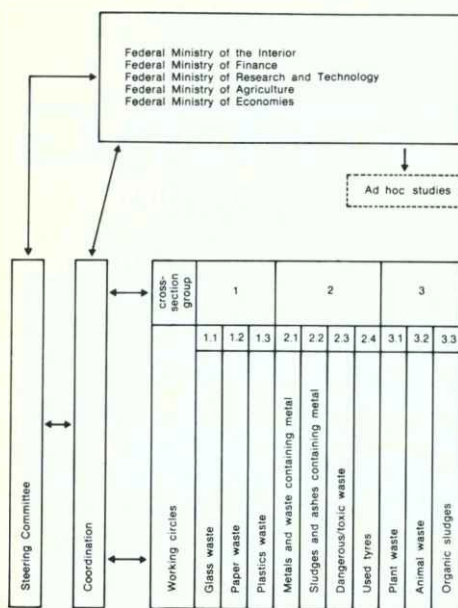 Federal Ministry of the Interior
Federal Ministry of Finance
Federal Ministry of Research and Technology
Federal Ministry of Agriculture
Federal Ministry of Economies
Ad hoc studies
Steering Committee
Coordination
cross-
section
group
1
2
3
Working circles
1.1
1.2
1.3
2.1
2.2
2.3
2.4
3.1
3.2
3.3
Glass waste
Paper waste
Plastics waste
Metals and waste containing metal
Sludges and ashes containing metal
Dangerous/toxic waste
Used tyres
Plant waste
Animal waste
Organic sludges